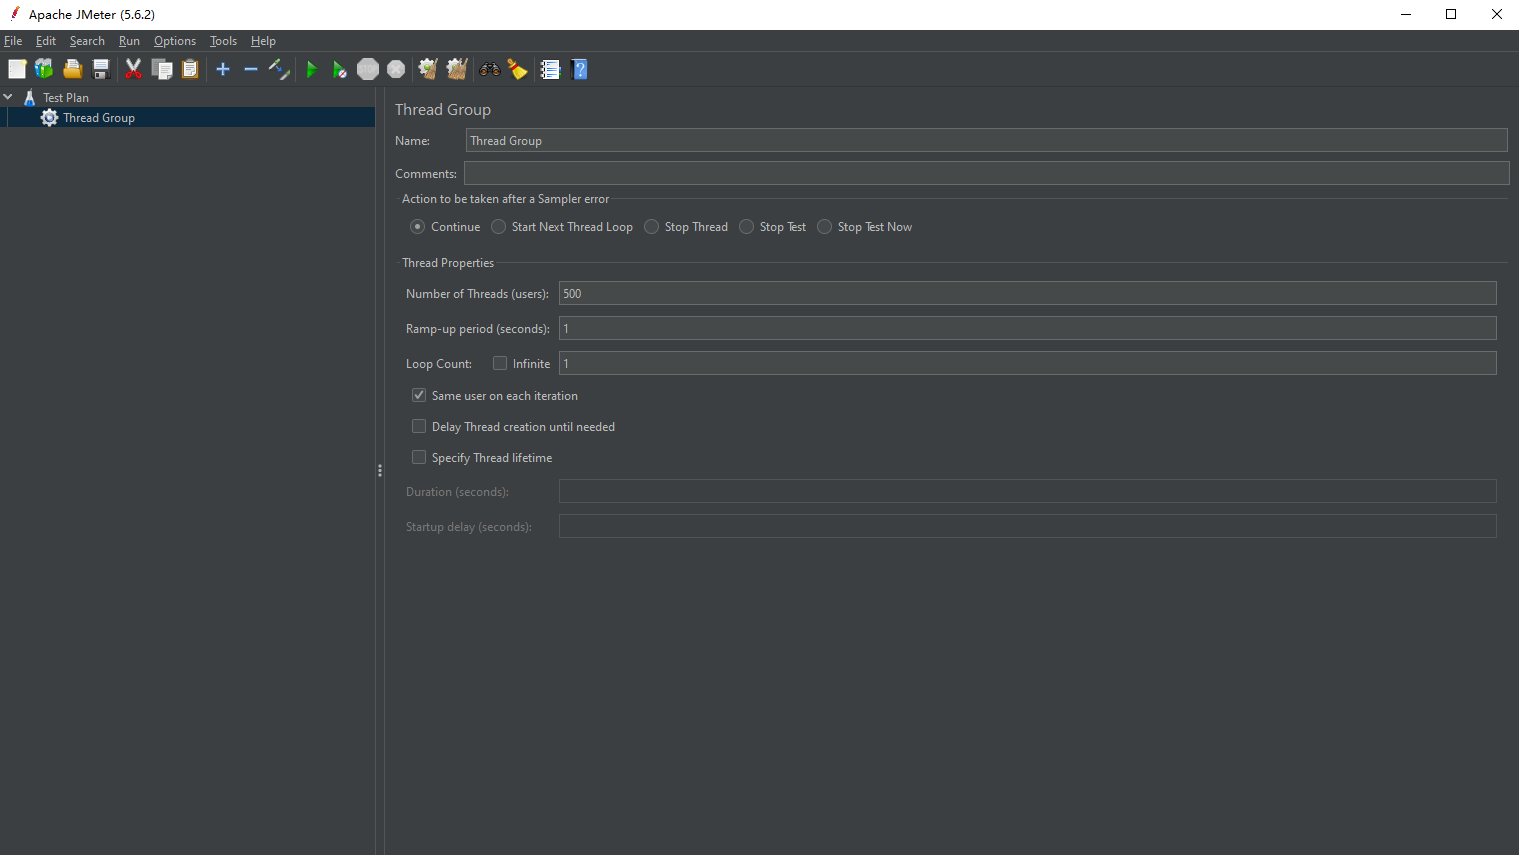 Apache JMeter (5.6.2)
File Edit Search Run Options Tools Help
STOP
Test Plan
Thread Group
Thread Group
Name: Thread Group
Comments:
Action to be taken after a Sampler error
Continue Start Next Thread Loop Stop Thread Stop Test Stop Test Now
Thread Properties
Number of Threads (users): 500
Ramp-up period (seconds): 1
Loop Count: Infinite 1
Same user on each iteration
Delay Thread creation until needed
Specify Thread lifetime
Duration (seconds):
Startup delay (seconds):